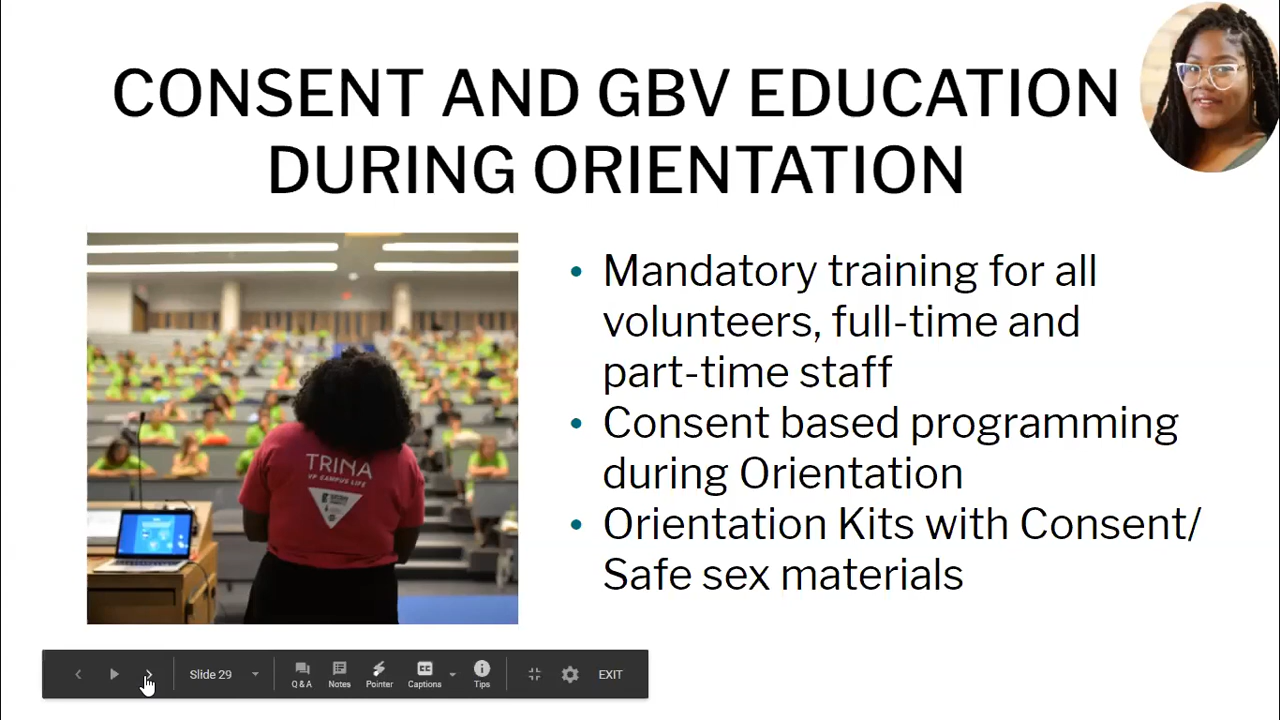 CONSENT AND GBV EDUCATION
DURING ORIENTATION
TRINA
VP CAMPUS LIFE
• Mandatory training for all
volunteers, full-time and
part-time staff
• Consent based programming
during Orientation
• Orientation Kits with Consent/
Safe sex materials
Slide 29
Q & A
Notes
Pointer
CC
Captions
Tips
EXIT